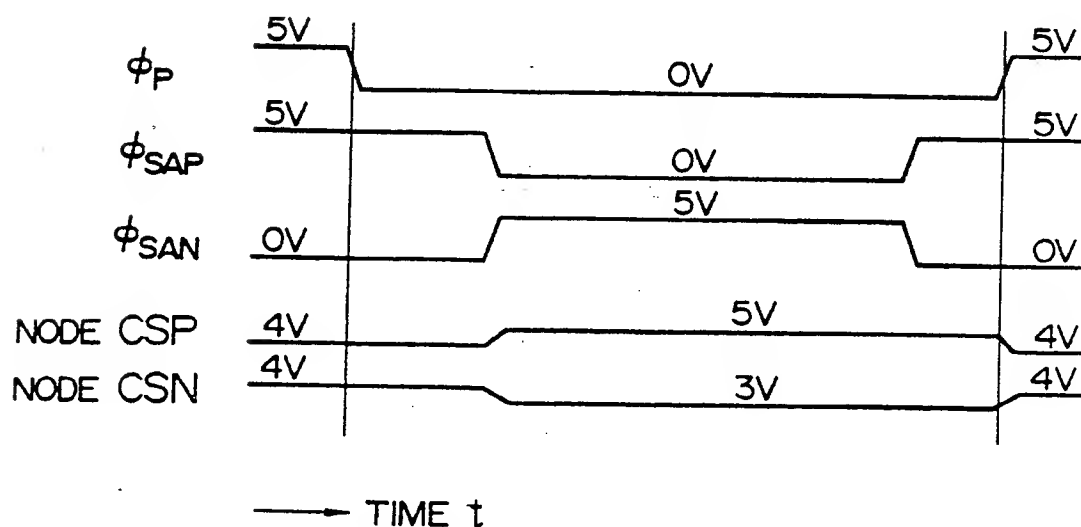 5V 5V
ϕP 0V
5V 5V
ϕSAP 0V
5V
ϕSAN 0V 0V
NODE CSP 4V 5V 4V
NODE CSN 4V 3V 4V
TIME t